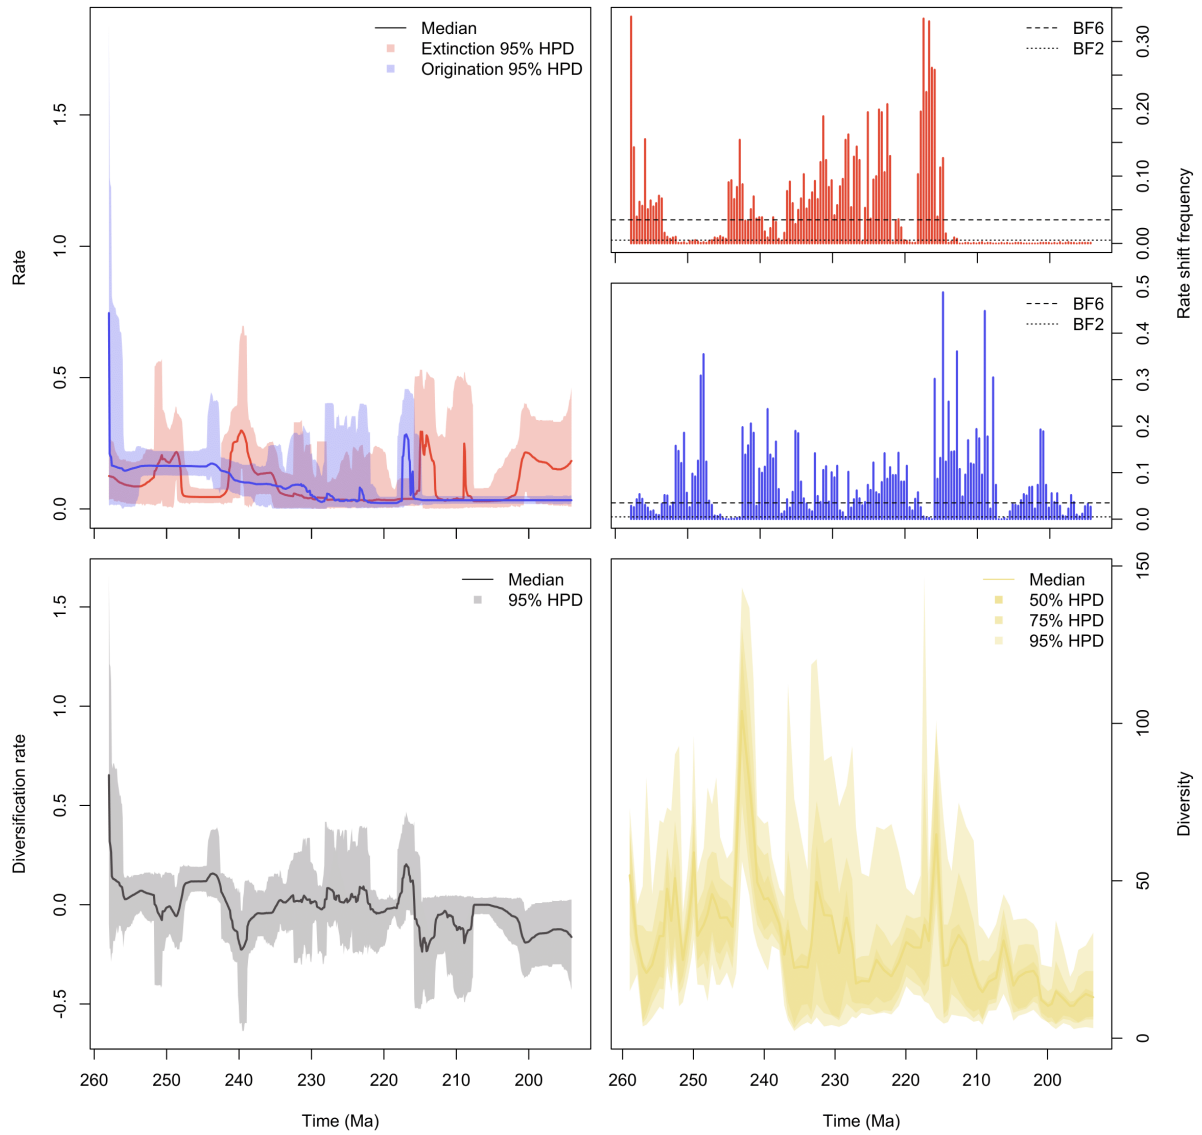 Median
Extinction 95% HPD
Origination 95% HPD
Rate
0.0
0.5
1.0
1.5
BF6
BF2
0.00
0.10
0.20
0.30
Rate shift frequency
BF6
BF2
0.0
0.1
0.2
0.3
0.4
0.5
Median
95% HPD
Diversification rate
-0.5
0.0
0.5
1.0
1.5
260 250 240 230 220 210 200
Time (Ma)
Median
50% HPD
75% HPD
95% HPD
0
50
100
150
Diversity
260 250 240 230 220 210 200
Time (Ma)